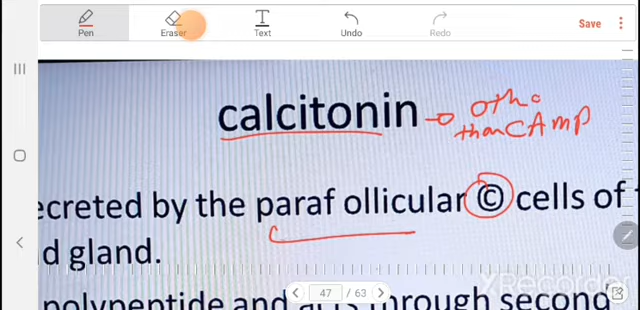 Pen
Eraser
Text
Undo
Redo
Save
calcitonin
than CAMP
ecreted by the paraf ollicular © cells of
d gland.
polypeptide and acts through second
47 / 63
XRecorder